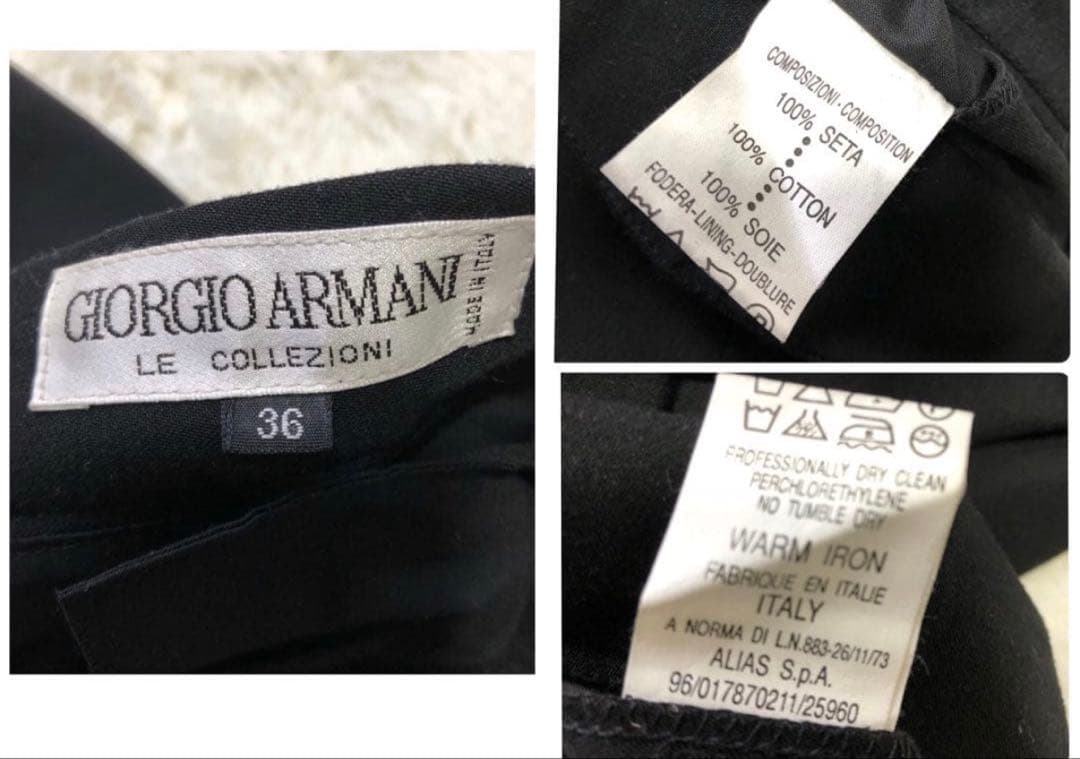 GIORGIO ARMANI
LE COLLEZIONI
MADE IN ITALY
36
COMPOSIZIONI-COMPOSITION
100% SETA
100% COTTON
100% SOIE
FODERA-LINING-DOUBLURE
PROFESSIONALLY DRY CLEAN
PERCHLORETHYLENE
NO TUMBLE DRY
WARM IRON
FABRIQUE EN ITALIE
ITALY
A NORMA DI L.N.883-26/11/73
ALIAS S.p.A.
96/017870211/25960